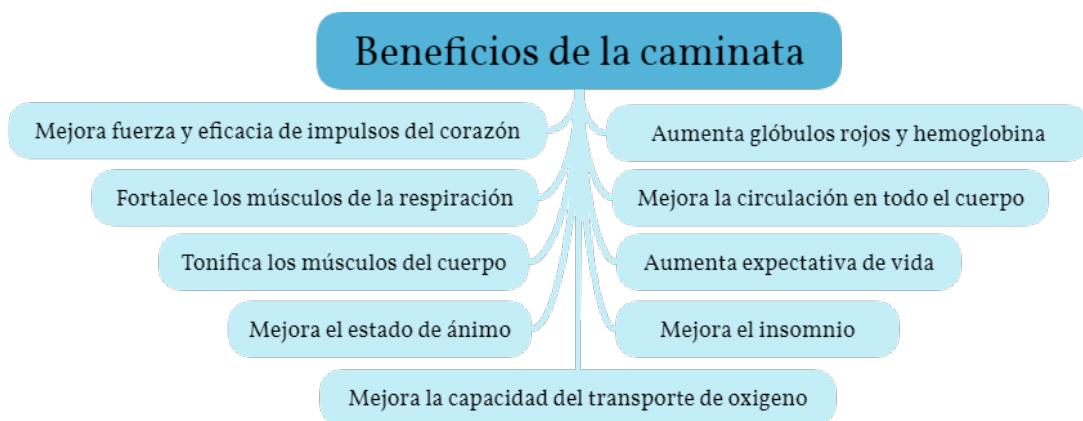 Beneficios de la caminata
Mejora fuerza y eficacia de impulsos del corazón
Aumenta glóbulos rojos y hemoglobina
Fortalece los músculos de la respiración
Mejora la circulación en todo el cuerpo
Tonifica los músculos del cuerpo
Aumenta expectativa de vida
Mejora el estado de ánimo
Mejora el insomnio
Mejora la capacidad del transporte de oxigeno